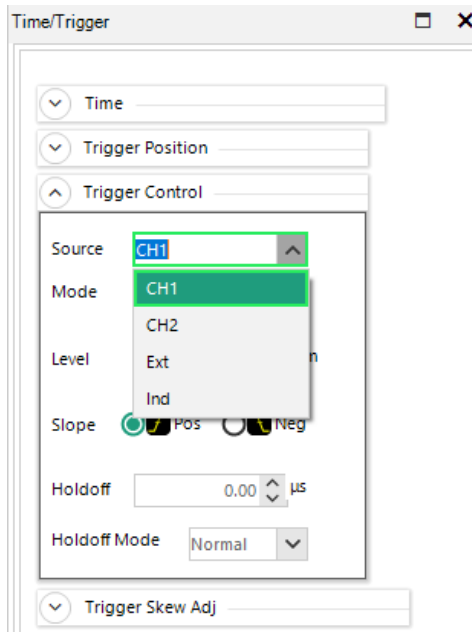 Time/Trigger
Time
Trigger Position
Trigger Control
Source CH1
Mode CH1
CH2
Level Ext
Ind
Slope Pos Neg
Holdoff 0.00 µs
Holdoff Mode Normal
Trigger Skew Adj